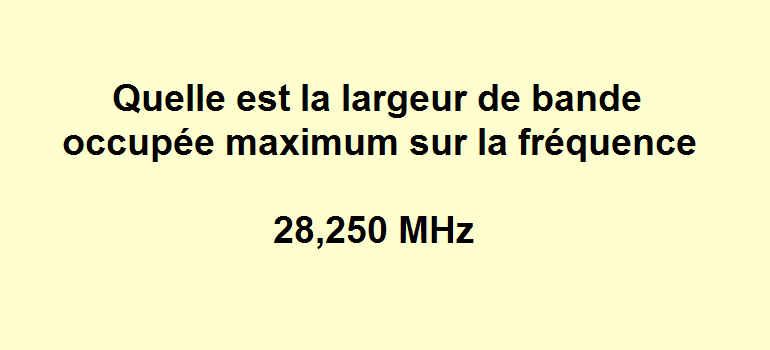 Quelle est la largeur de bande
occupée maximum sur la fréquence
28,250 MHz